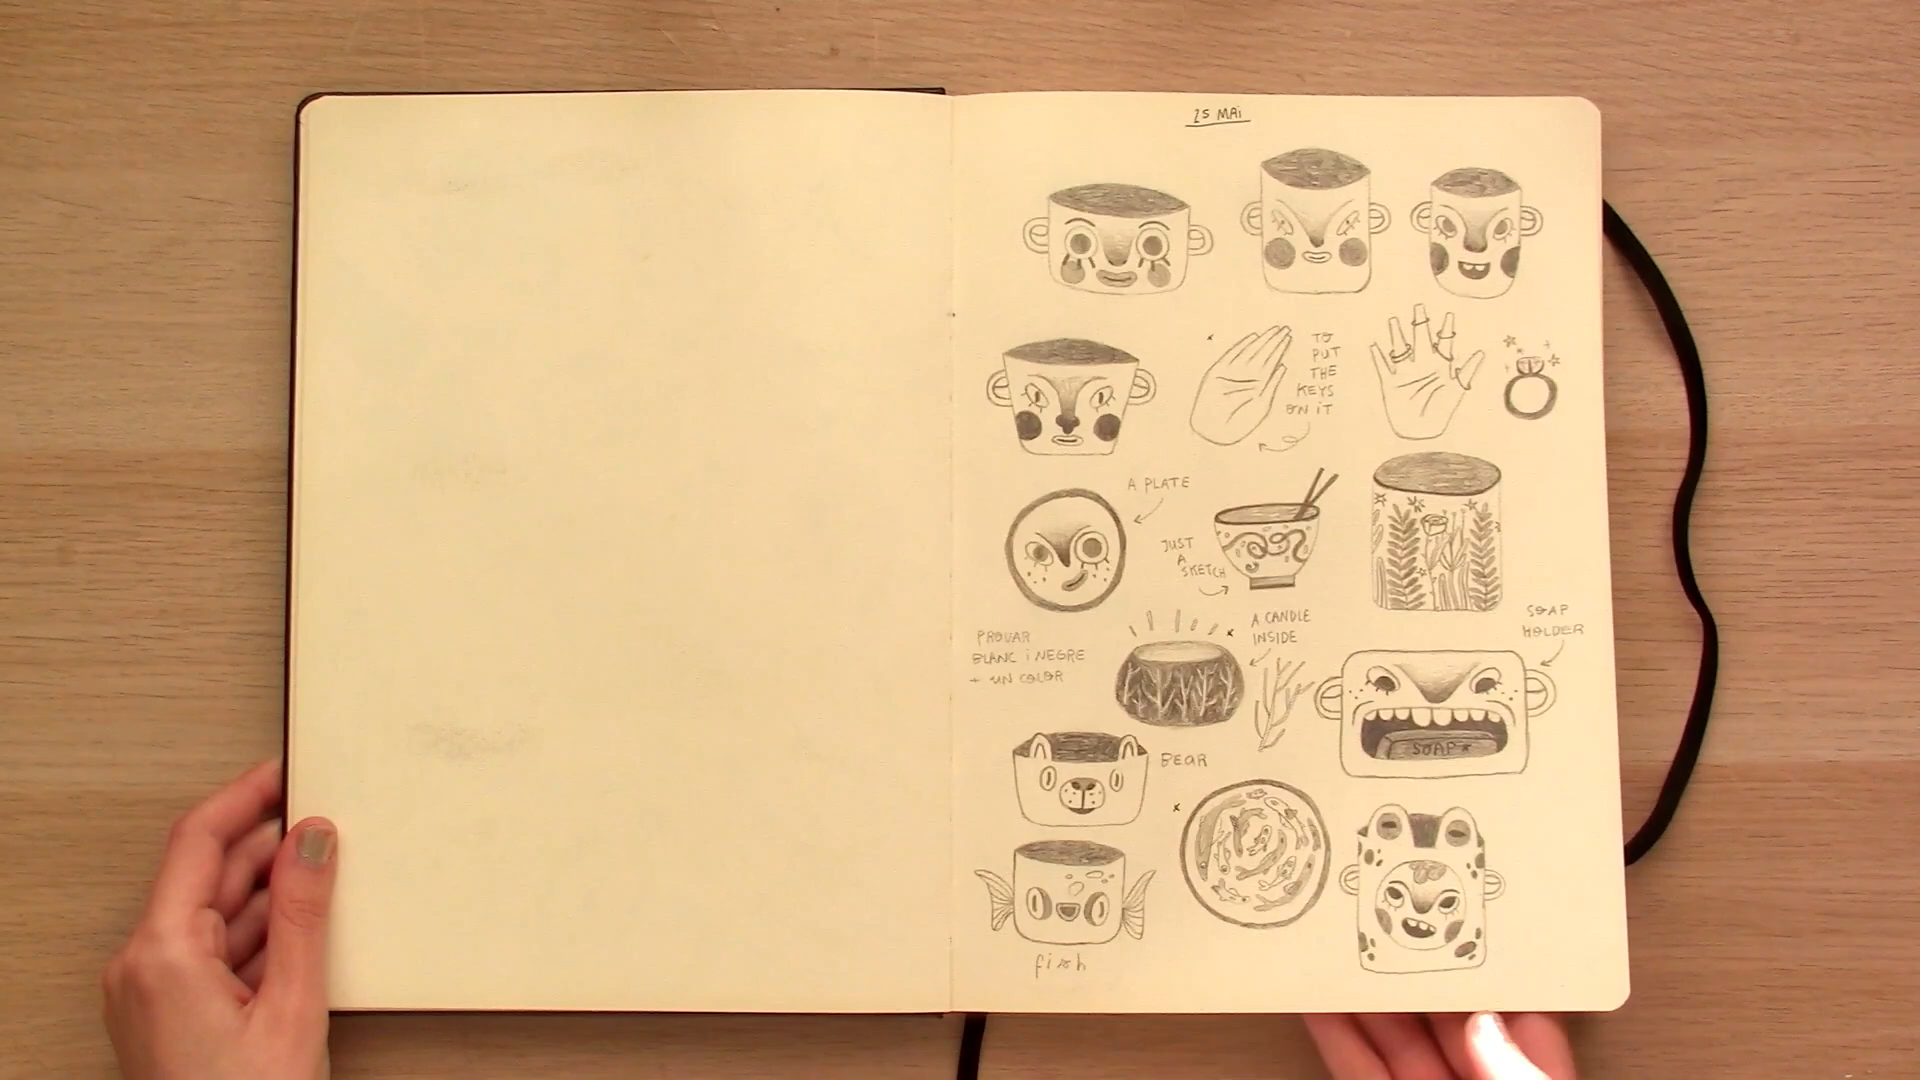 25 MAi
TO
PUT
THE
KEYS
ON iT
A PLATE
JUST
A
SKETCH
A CANDLE
INSIDE
SOAP
HOLDER
PROVAR
BLANC i NEGRE
+ UN COLOR
SOAP
BEAR
fish